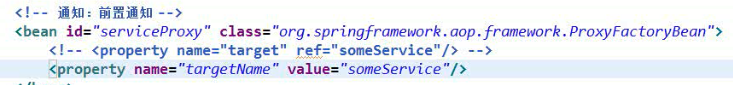 <!-- 通知：前置通知 -->
<bean id="serviceProxy" class="org.springframework.aop.framework.ProxyFactoryBean">
<!-- <property name="target" ref="someService"/> -->
<property name="targetName" value="someService"/>